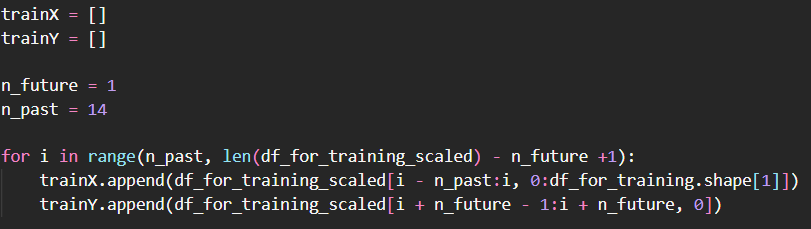 trainX = []
trainY = []
n_future = 1
n_past = 14
for i in range(n_past, len(df_for_training_scaled) - n_future +1):
    trainX.append(df_for_training_scaled[i - n_past:i, 0:df_for_training.shape[1]])
    trainY.append(df_for_training_scaled[i + n_future - 1:i + n_future, 0])